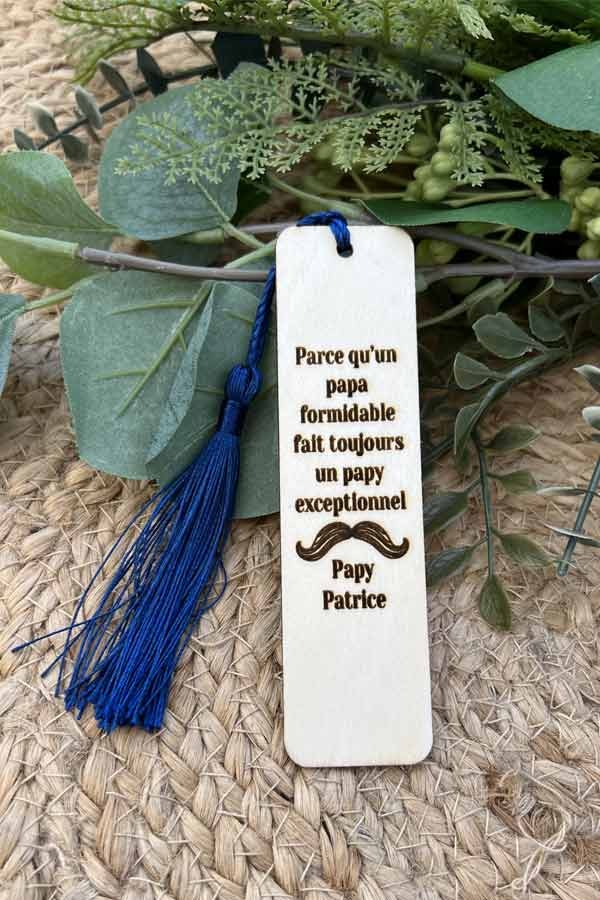 Parce qu'un
papa
formidable
fait toujours
un papy
exceptionnel
Papy
Patrice